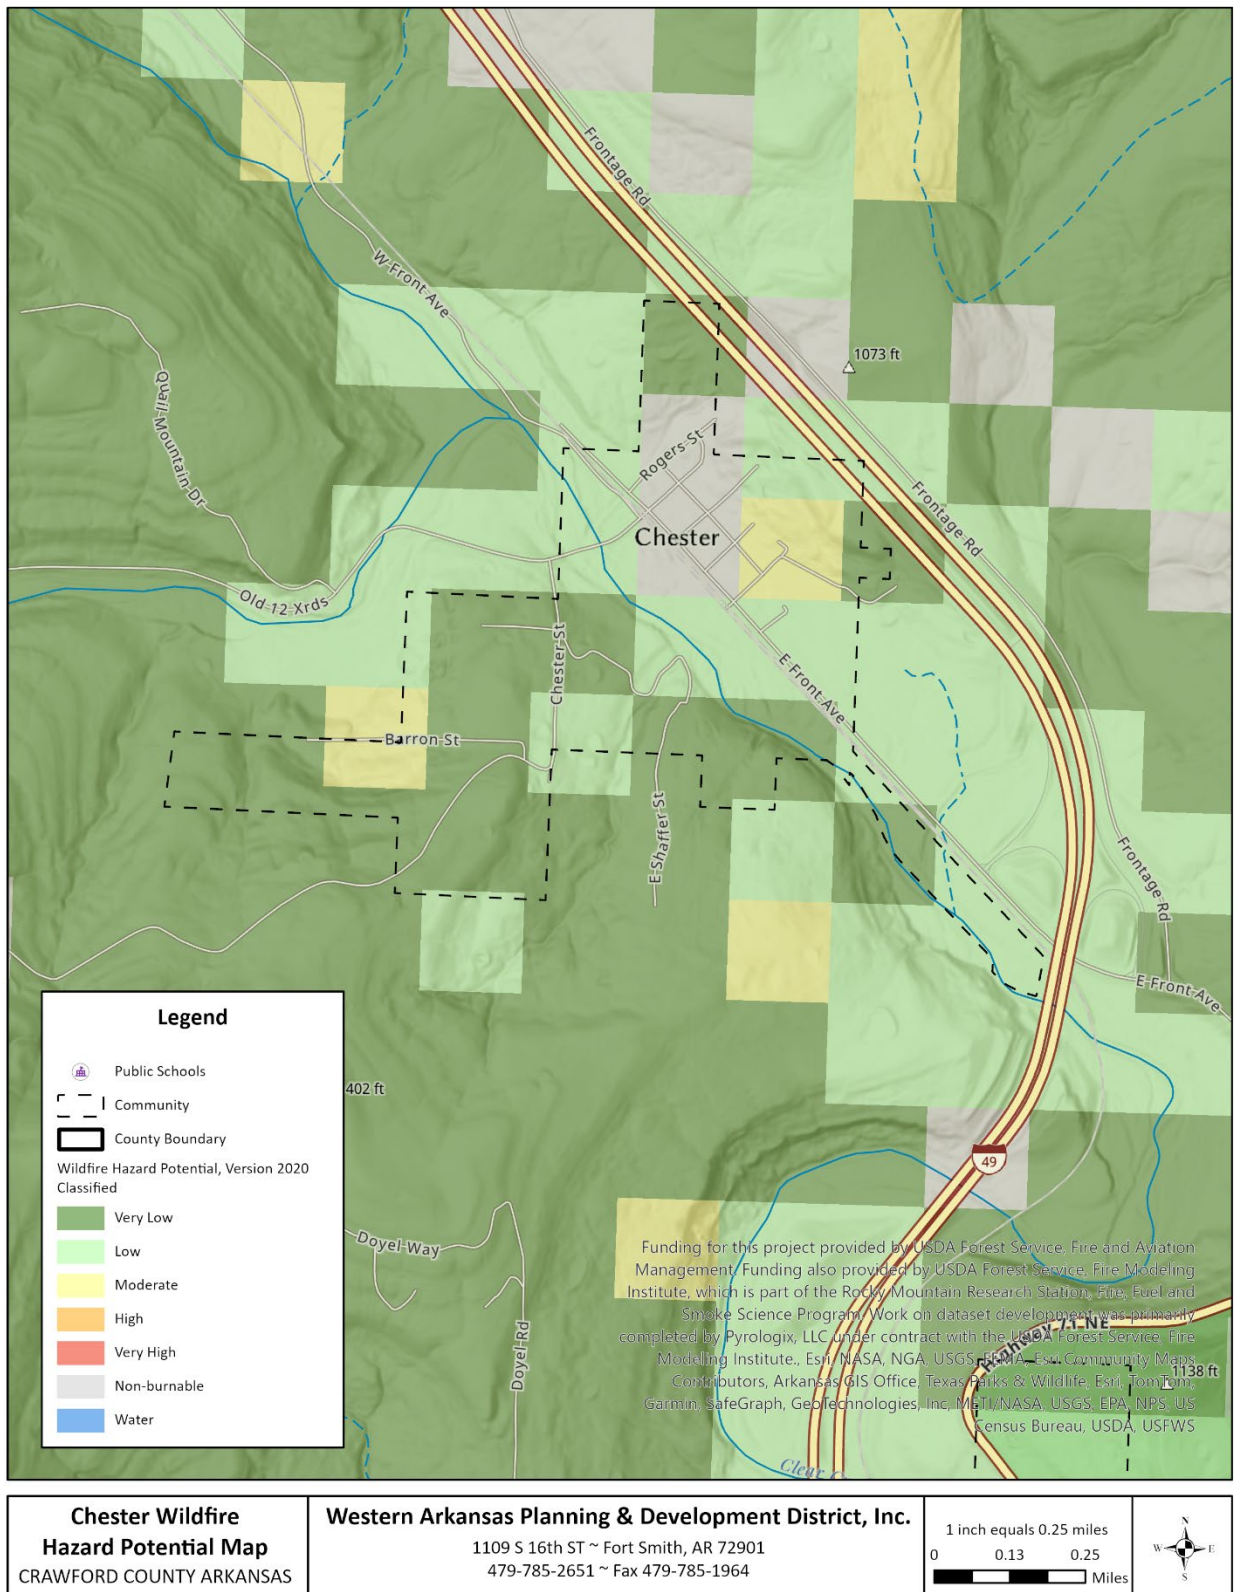 Frontage Rd
W Front Ave
1073 ft
Quail Mountain Dr
Rogers St
Frontage Rd
Chester
Old 12 Xrds
Chester St
E Front Ave
Barron St
E Shaffer St
Frontage Rd
E Front Ave
Legend
Public Schools
Community
County Boundary
Wildfire Hazard Potential, Version 2020
Classified
Very Low
Low
Moderate
High
Very High
Non-burnable
Water
402 ft
49
Doyel Way
Doyel Rd
Funding for this project provided by USDA Forest Service, Fire and Aviation
Management. Funding also provided by USDA Forest Service, Fire Modeling
Institute, which is part of the Rocky Mountain Research Station, Fire, Fuel and
Smoke Science Program. Work on dataset development was primarily
completed by Pyrologix, LLC under contract with the USDA Forest Service, Fire
Modeling Institute., Esri, NASA, NGA, USGS, FEMA, Esri Community Maps
Contributors, Arkansas GIS Office, Texas Parks & Wildlife, Esri, TomTom,
Garmin, SafeGraph, GeoTechnologies, Inc, METI/NASA, USGS, EPA, NPS, US
Census Bureau, USDA, USFWS
Highway 71 NE
1138 ft
Clear
Chester Wildfire
Hazard Potential Map
CRAWFORD COUNTY ARKANSAS
Western Arkansas Planning & Development District, Inc.
1109 S 16th ST ~ Fort Smith, AR 72901
479-785-2651 ~ Fax 479-785-1964
1 inch equals 0.25 miles
0 0.13 0.25
Miles
N
W E
S